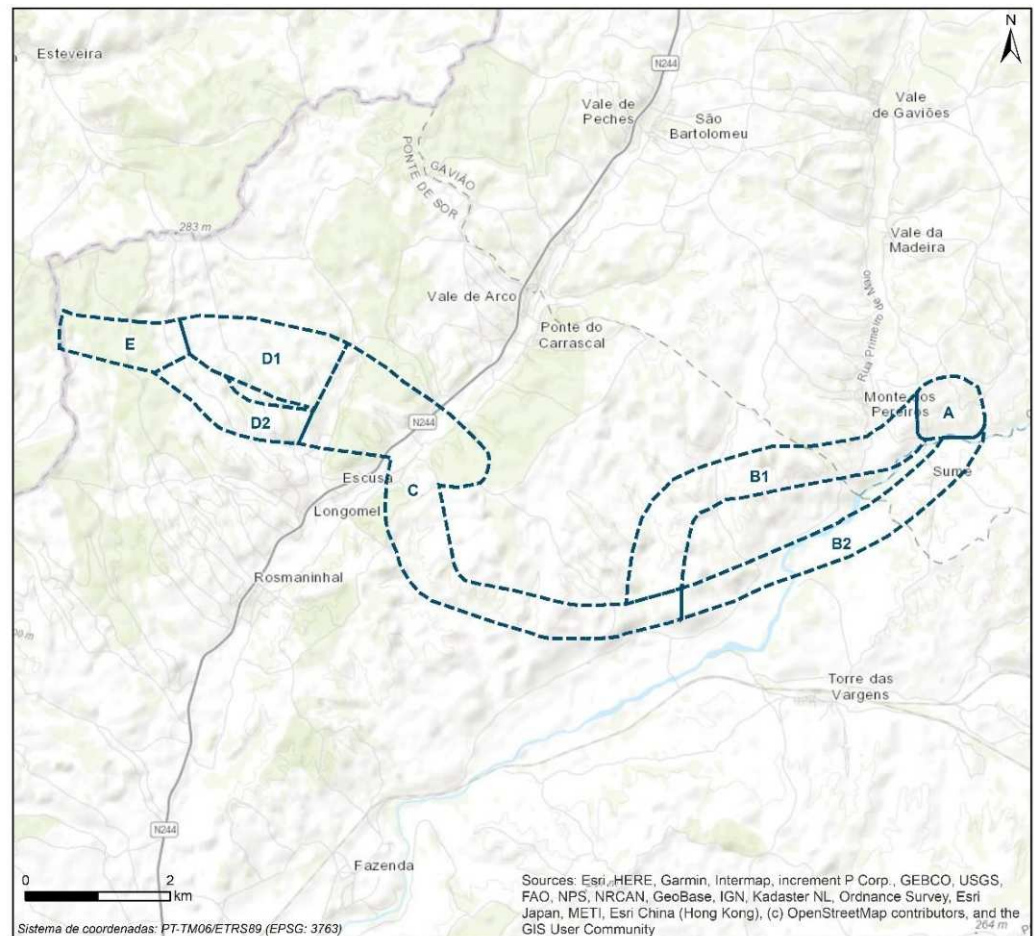 N
Esteveira
N244
Vale de
Peches
São
Bartolomeu
Vale
de Gaviões
GAVIÃO
PONTE DE SOR
283 m
Vale da
Madeira
Vale de Arco
Ponte do
Carrascal
Rua Primeiro de Maio
E
D1
D2
N244
Monte dos
Pereiros
A
Sume
Escusa
C
Longomel
B1
B2
Rosmaninhal
Torre das
Vargens
N244
Fazenda
0 2
km
Sources: Esri, HERE, Garmin, Intermap, increment P Corp., GEBCO, USGS,
FAO, NPS, NRCAN, GeoBase, IGN, Kadaster NL, Ordnance Survey, Esri
Japan, METI, Esri China (Hong Kong), (c) OpenStreetMap contributors, and the
GIS User Community
264 m
Sistema de coordenadas: PT-TM06/ETRS89 (EPSG: 3763)